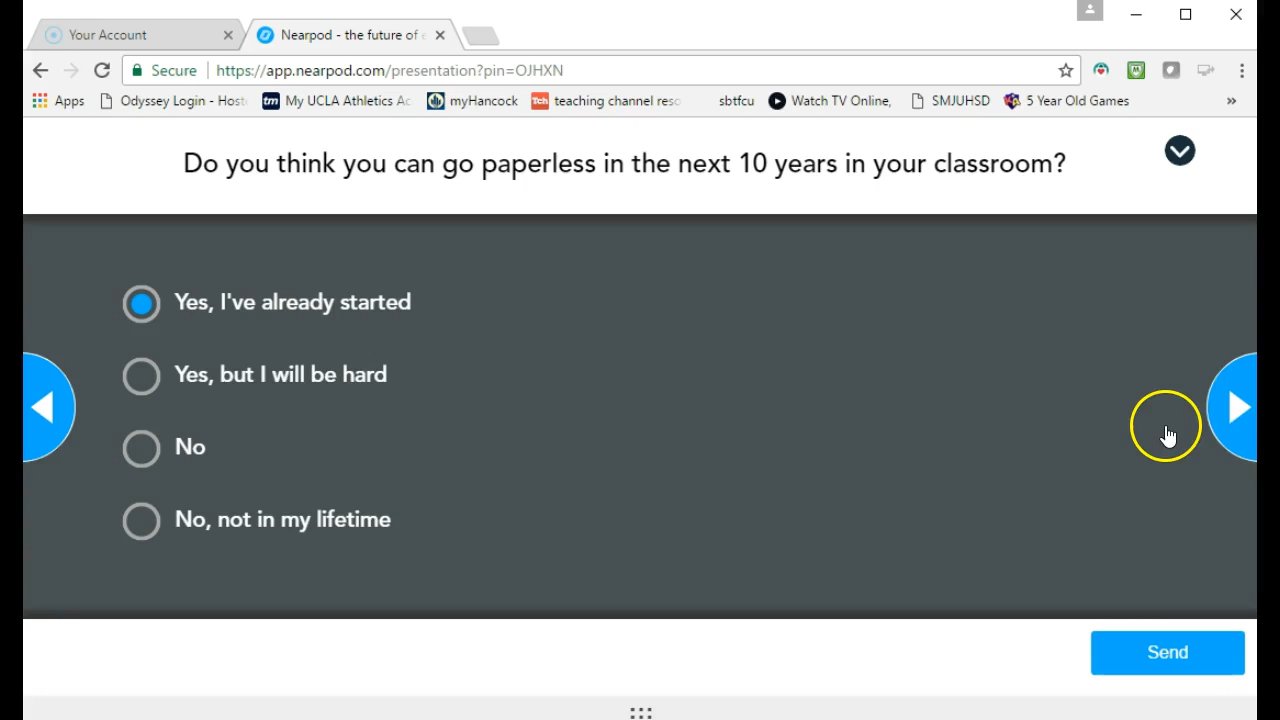 Your Account
Nearpod - the future of e
Secure https://app.nearpod.com/presentation?pin=OJHXN
Apps Odyssey Login - Host tm My UCLA Athletics Ac myHancock Tch teaching channel reso sbtfcu Watch TV Online, SMJUHSD 5 Year Old Games »
Do you think you can go paperless in the next 10 years in your classroom?
Yes, I've already started
Yes, but I will be hard
No
No, not in my lifetime
Send